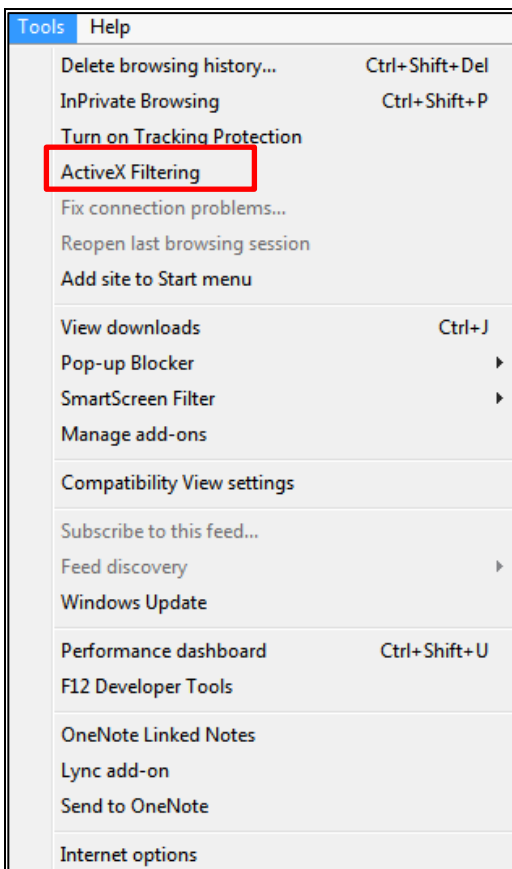 Tools Help
Delete browsing history... Ctrl+Shift+Del
InPrivate Browsing Ctrl+Shift+P
Turn on Tracking Protection
ActiveX Filtering
Fix connection problems...
Reopen last browsing session
Add site to Start menu
View downloads Ctrl+J
Pop-up Blocker
SmartScreen Filter
Manage add-ons
Compatibility View settings
Subscribe to this feed...
Feed discovery
Windows Update
Performance dashboard Ctrl+Shift+U
F12 Developer Tools
OneNote Linked Notes
Lync add-on
Send to OneNote
Internet options